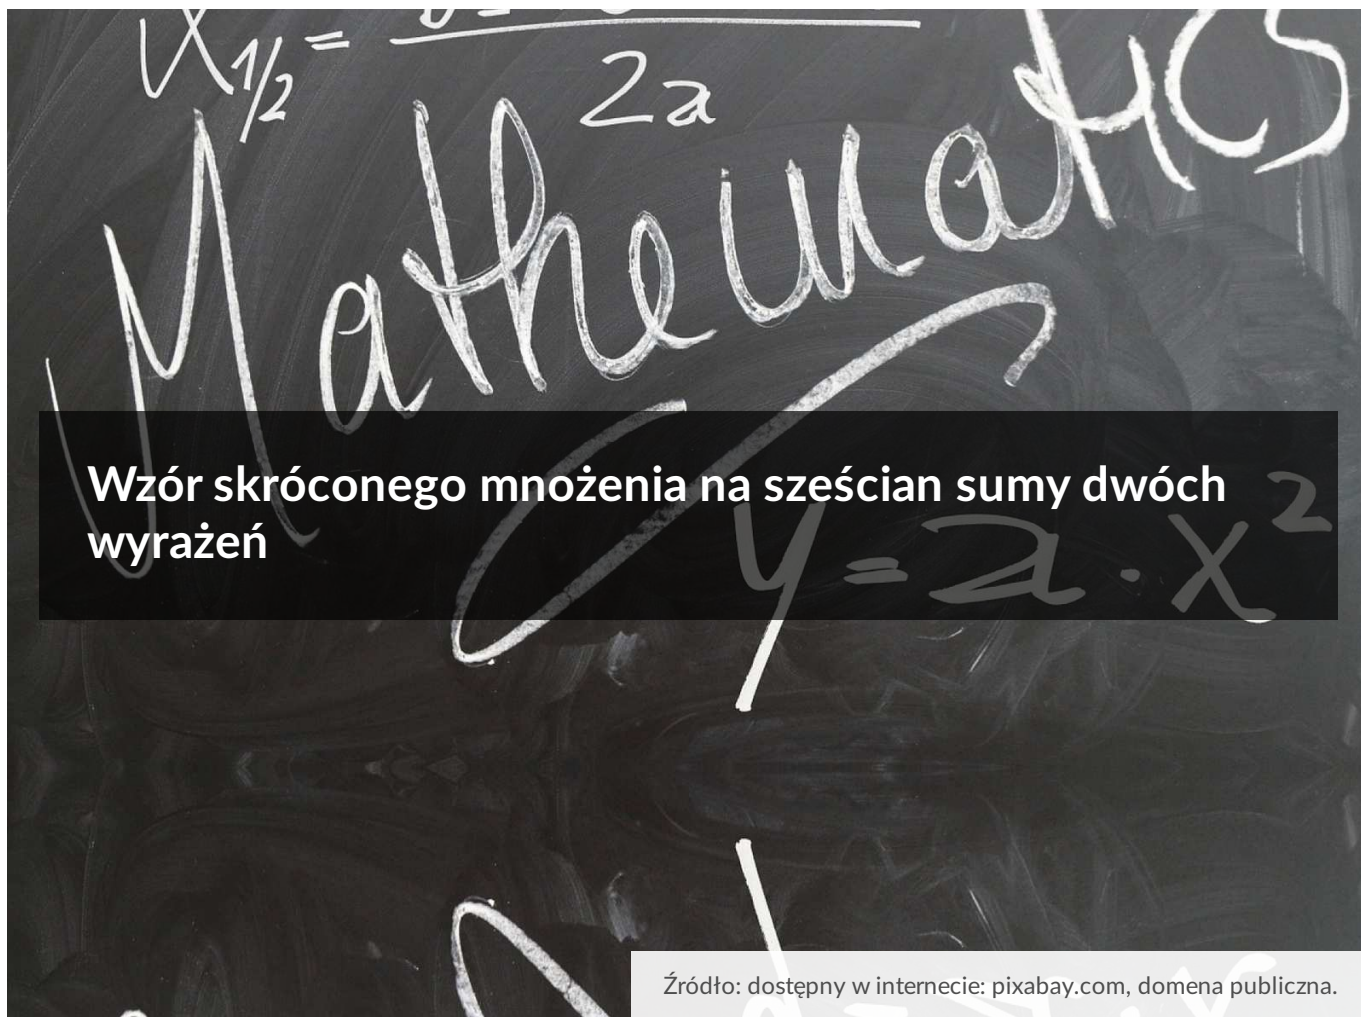 x1/2 =
2a
Mathematics
Wzór skróconego mnożenia na sześcian sumy dwóch
wyrażeń
y = a · x²
Źródło: dostępny w internecie: pixabay.com, domena publiczna.